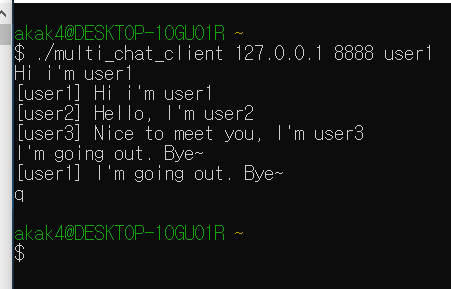 akak4@DESKTOP-10GU01R ~
$ ./multi_chat_client 127.0.0.1 8888 user1
Hi i'm user1
[user1] Hi i'm user1
[user2] Hello, I'm user2
[user3] Nice to meet you, I'm user3
I'm going out. Bye~
[user1] I'm going out. Bye~
q
akak4@DESKTOP-10GU01R ~
$